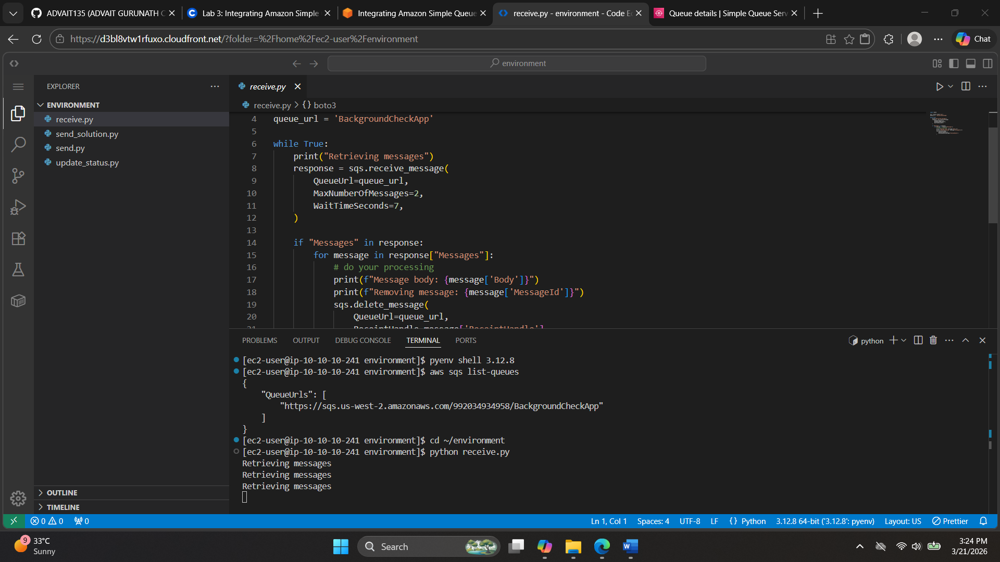 ADVAIT135 (ADVAIT GURUNATH C
Lab 3: Integrating Amazon Simple
Integrating Amazon Simple Queue
receive.py - environment - Code E
Queue details | Simple Queue Serv
https://d3bl8vtw1rfuxo.cloudfront.net/?folder=%2Fhome%2Fec2-user%2Fenvironment
Chat
environment
EXPLORER
ENVIRONMENT
receive.py
send_solution.py
send.py
update_status.py
OUTLINE
TIMELINE
receive.py
receive.py > {} boto3
4 queue_url = 'BackgroundCheckApp'
5
6 while True:
7 print("Retrieving messages")
8 response = sqs.receive_message(
9 QueueUrl=queue_url,
10 MaxNumberOfMessages=2,
11 WaitTimeSeconds=7,
12 )
13
14 if "Messages" in response:
15 for message in response["Messages"]:
16 # do your processing
17 print(f"Message body: {message['Body']}")
18 print(f"Removing message: {message['MessageId']}")
19 sqs.delete_message(
20 QueueUrl=queue_url,
21 ReceiptHandle=message['ReceiptHandle']
PROBLEMS OUTPUT DEBUG CONSOLE TERMINAL PORTS
python
[ec2-user@ip-10-10-10-241 environment]$ pyenv shell 3.12.8
[ec2-user@ip-10-10-10-241 environment]$ aws sqs list-queues
{
"QueueUrls": [
"https://sqs.us-west-2.amazonaws.com/992034934958/BackgroundCheckApp"
]
}
[ec2-user@ip-10-10-10-241 environment]$ cd ~/environment
[ec2-user@ip-10-10-10-241 environment]$ python receive.py
Retrieving messages
Retrieving messages
Retrieving messages
0 0 0
Ln 1, Col 1 Spaces: 4 UTF-8 LF {} Python 3.12.8 64-bit ('3.12.8': pyenv) Layout: US Prettier
9
33°C
Sunny
Search
3:24 PM
3/21/2026